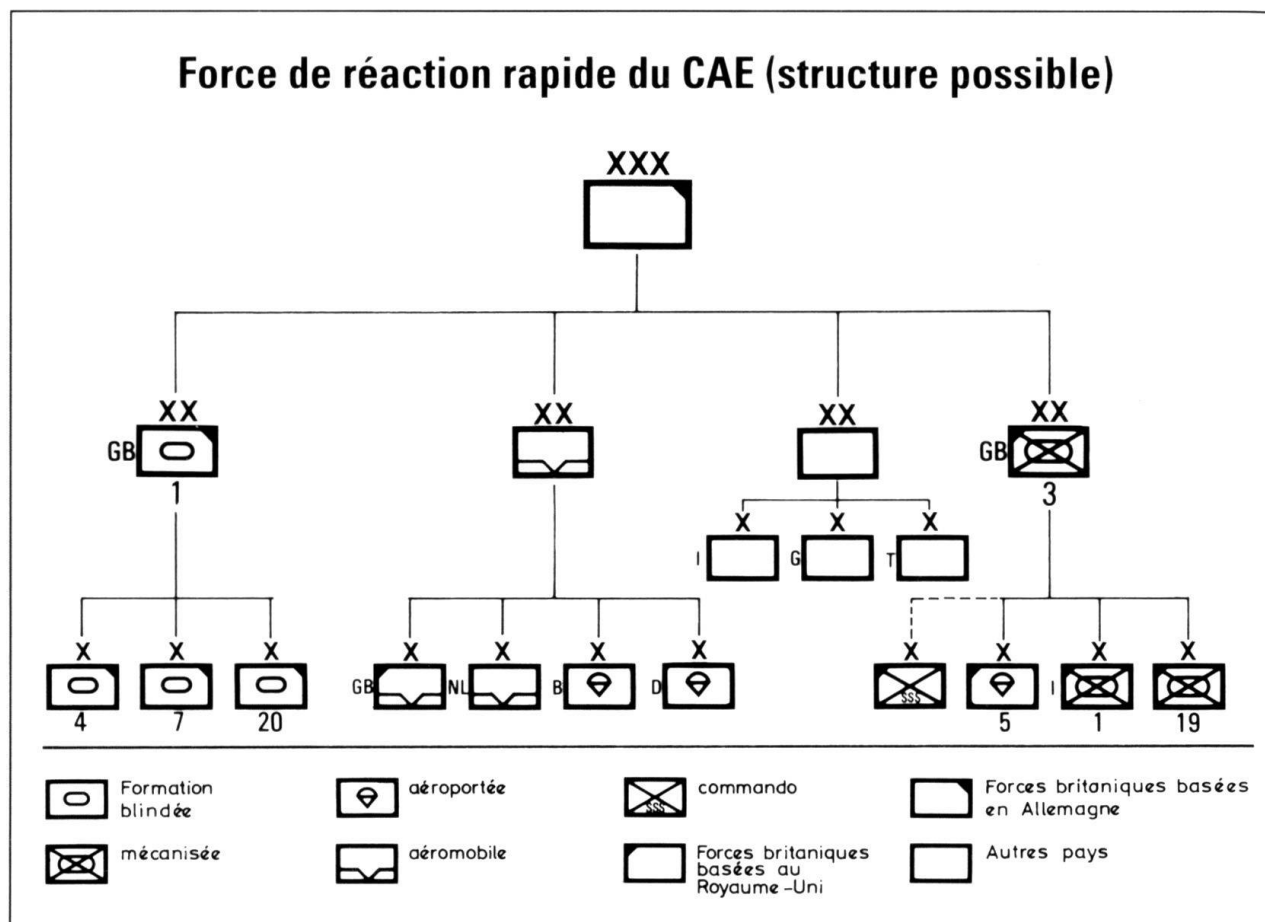 Force de réaction rapide du CAE (structure possible)
XXX
XX XX XX XX
GB GB
1 3
X X X
I G T
X X X X X X X X X X X
GB NL B D I
4 7 20 5 1 19
Formation
blindée
aéroportée
commando
$$$
Forces britaniques basées
en Allemagne
mécanisée
aéromobile
Forces britaniques
basées au
Royaume-Uni
Autres pays